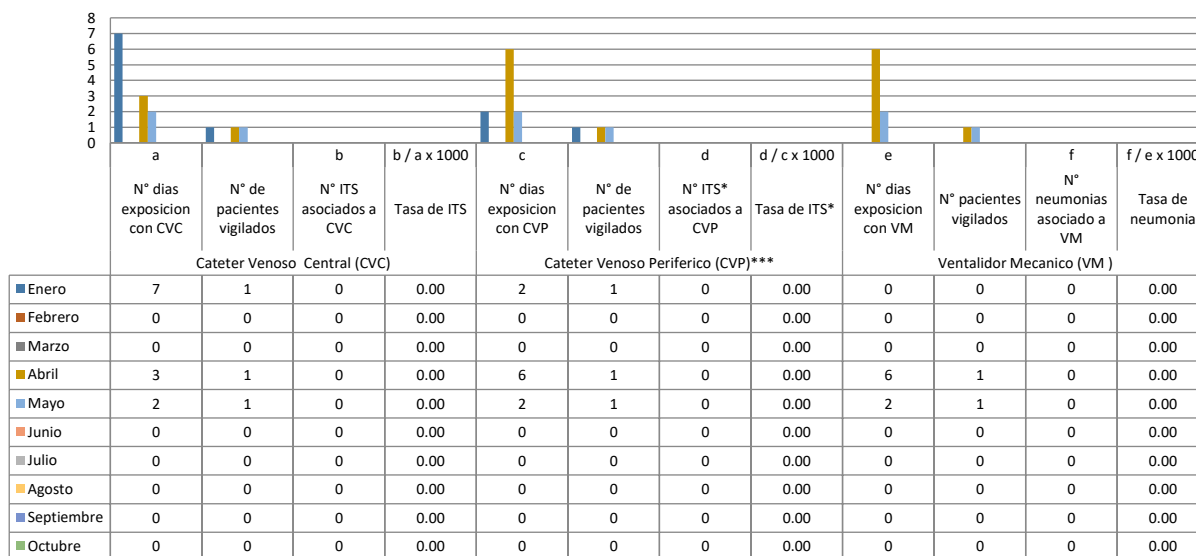 8
7
6
5
4
3
2
1
0
a b b / a x 1000 c d d / c x 1000 e f f / e x 1000
N° dias exposicion con CVC N° de pacientes vigilados N° ITS asociados a CVC Tasa de ITS N° dias exposicion con CVP N° de pacientes vigilados N° ITS* asociados a CVP Tasa de ITS* N° dias exposicion con VM N° pacientes vigilados N° neumonias asociado a VM Tasa de neumonia
Cateter Venoso Central (CVC) Cateter Venoso Periferico (CVP)*** Ventalidor Mecanico (VM )
Enero 7 1 0 0.00 2 1 0 0.00 0 0 0 0.00
Febrero 0 0 0 0.00 0 0 0 0.00 0 0 0 0.00
Marzo 0 0 0 0.00 0 0 0 0.00 0 0 0 0.00
Abril 3 1 0 0.00 6 1 0 0.00 6 1 0 0.00
Mayo 2 1 0 0.00 2 1 0 0.00 2 1 0 0.00
Junio 0 0 0 0.00 0 0 0 0.00 0 0 0 0.00
Julio 0 0 0 0.00 0 0 0 0.00 0 0 0 0.00
Agosto 0 0 0 0.00 0 0 0 0.00 0 0 0 0.00
Septiembre 0 0 0 0.00 0 0 0 0.00 0 0 0 0.00
Octubre 0 0 0 0.00 0 0 0 0.00 0 0 0 0.00